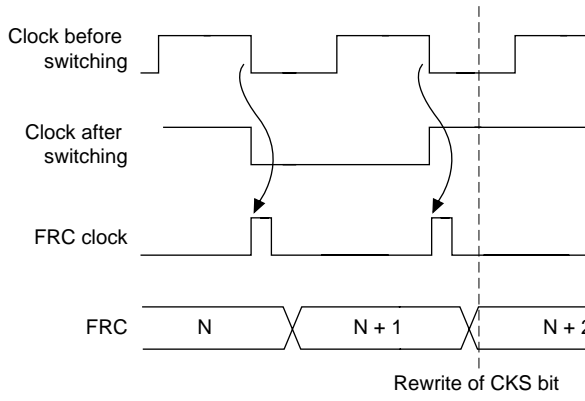 Clock before
switching
Clock after
switching
FRC clock
FRC
N
N + 1
N + 2
Rewrite of CKS bit